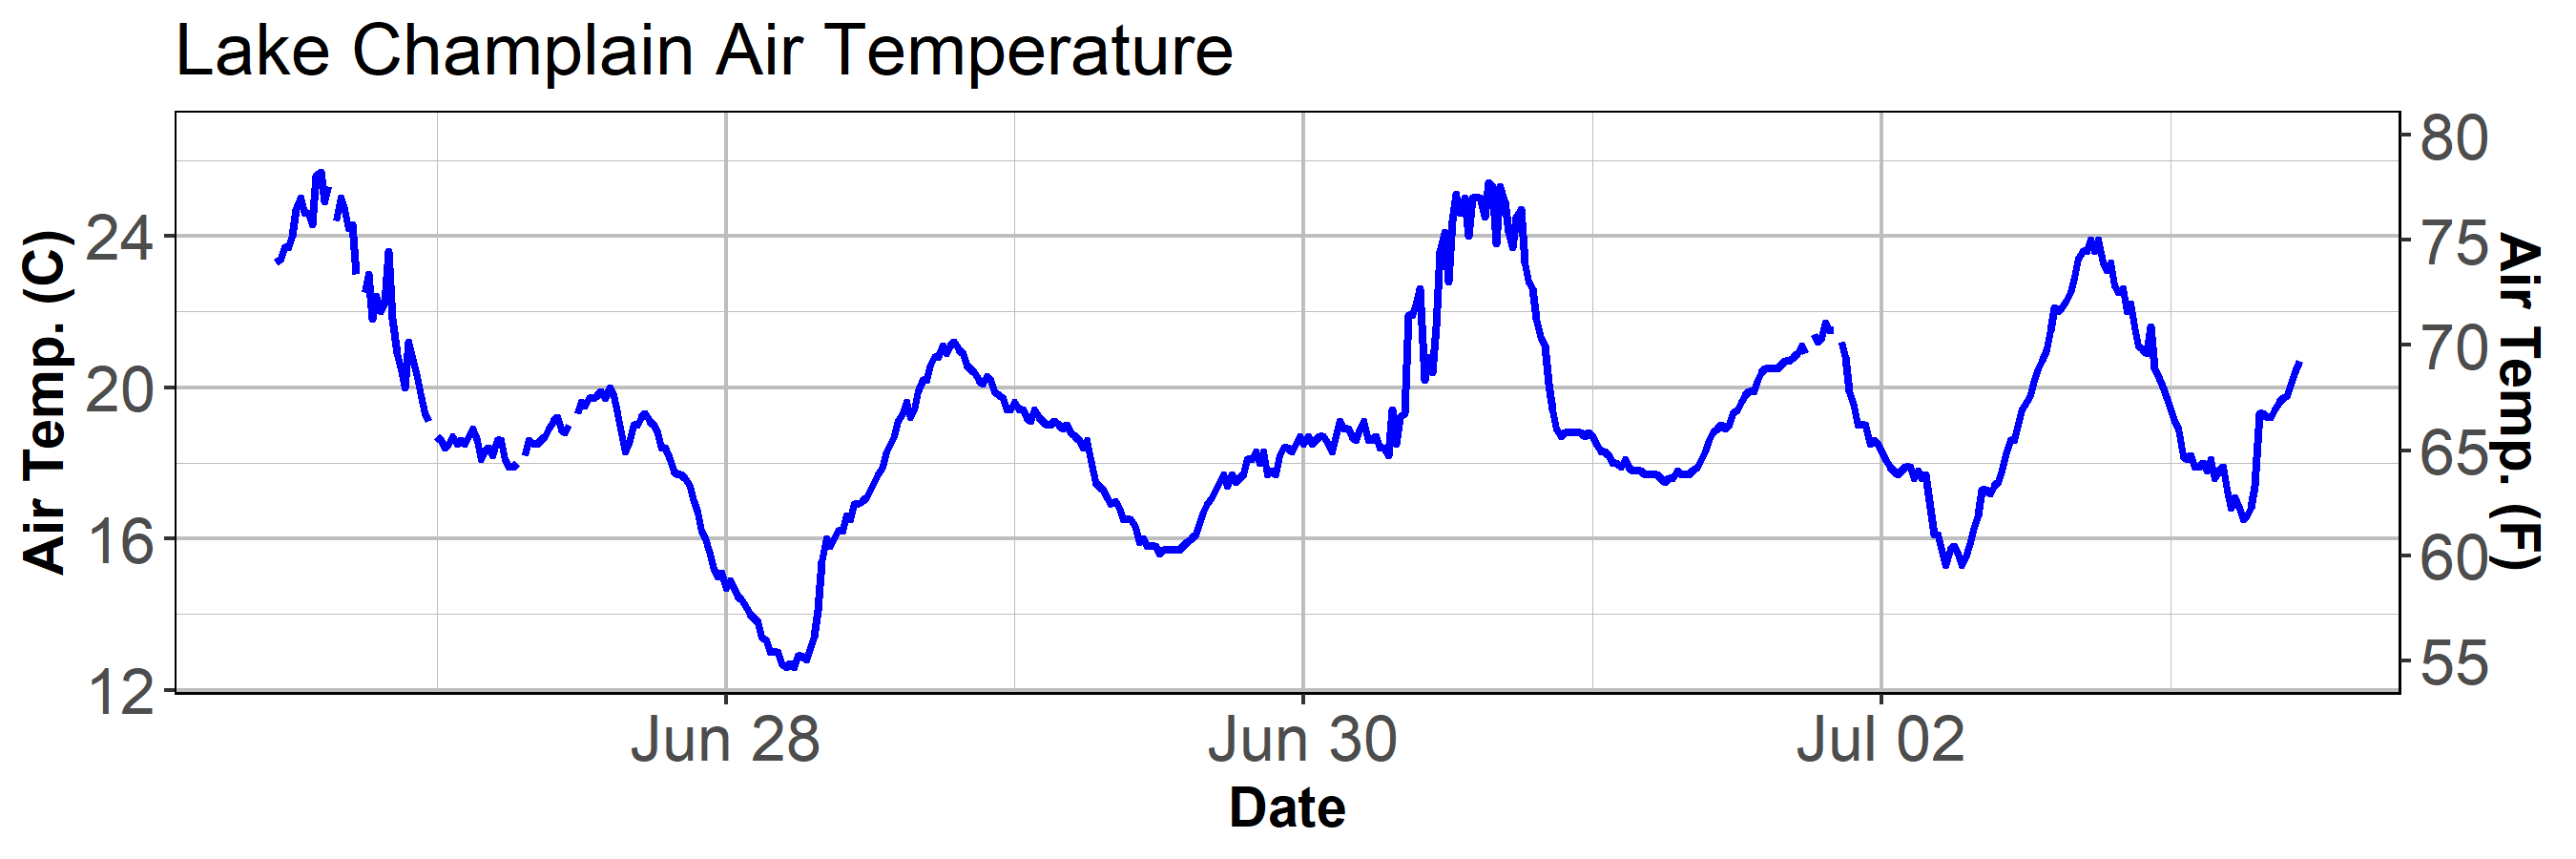 Lake Champlain Air Temperature
Air Temp. (C)
24
20
16
12
80
75
70
65
60
55
Air Temp. (F)
Jun 28 Jun 30 Jul 02
Date